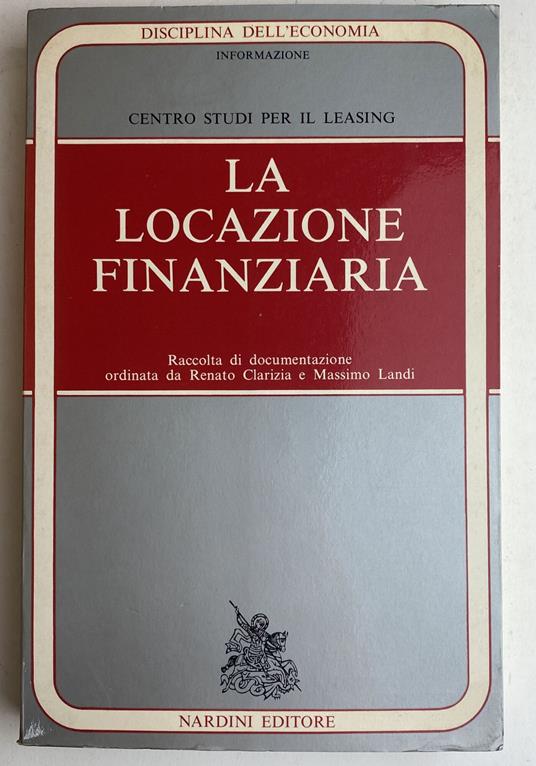 DISCIPLINA DELL'ECONOMIA
INFORMAZIONE
CENTRO STUDI PER IL LEASING
LA
LOCAZIONE
FINANZIARIA
Raccolta di documentazione
ordinata da Renato Clarizia e Massimo Landi
NARDINI EDITORE